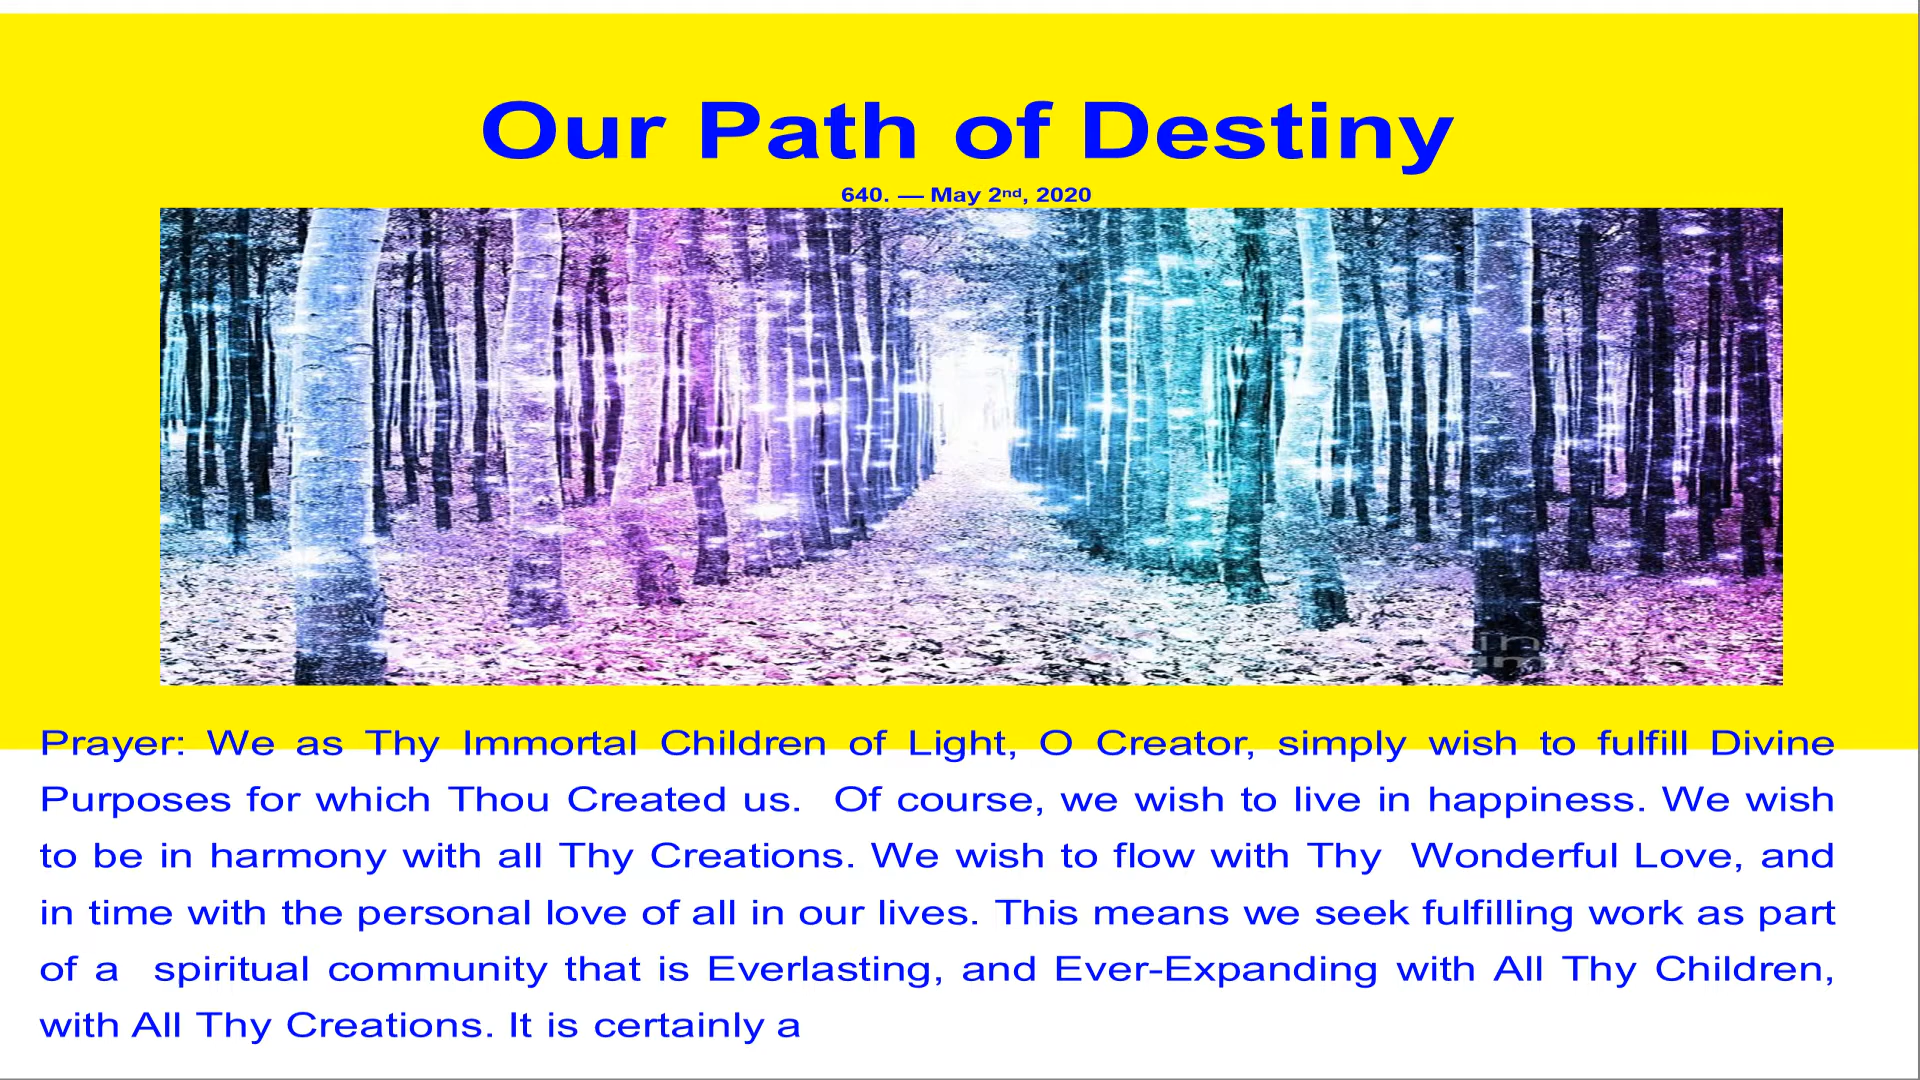 Our Path of Destiny
640. — May 2nd, 2020
Prayer: We as Thy Immortal Children of Light, O Creator, simply wish to fulfill Divine
Purposes for which Thou Created us.  Of course, we wish to live in happiness. We wish
to be in harmony with all Thy Creations. We wish to flow with Thy  Wonderful Love, and
in time with the personal love of all in our lives. This means we seek fulfilling work as part
of a  spiritual community that is Everlasting, and Ever-Expanding with All Thy Children,
with All Thy Creations. It is certainly a